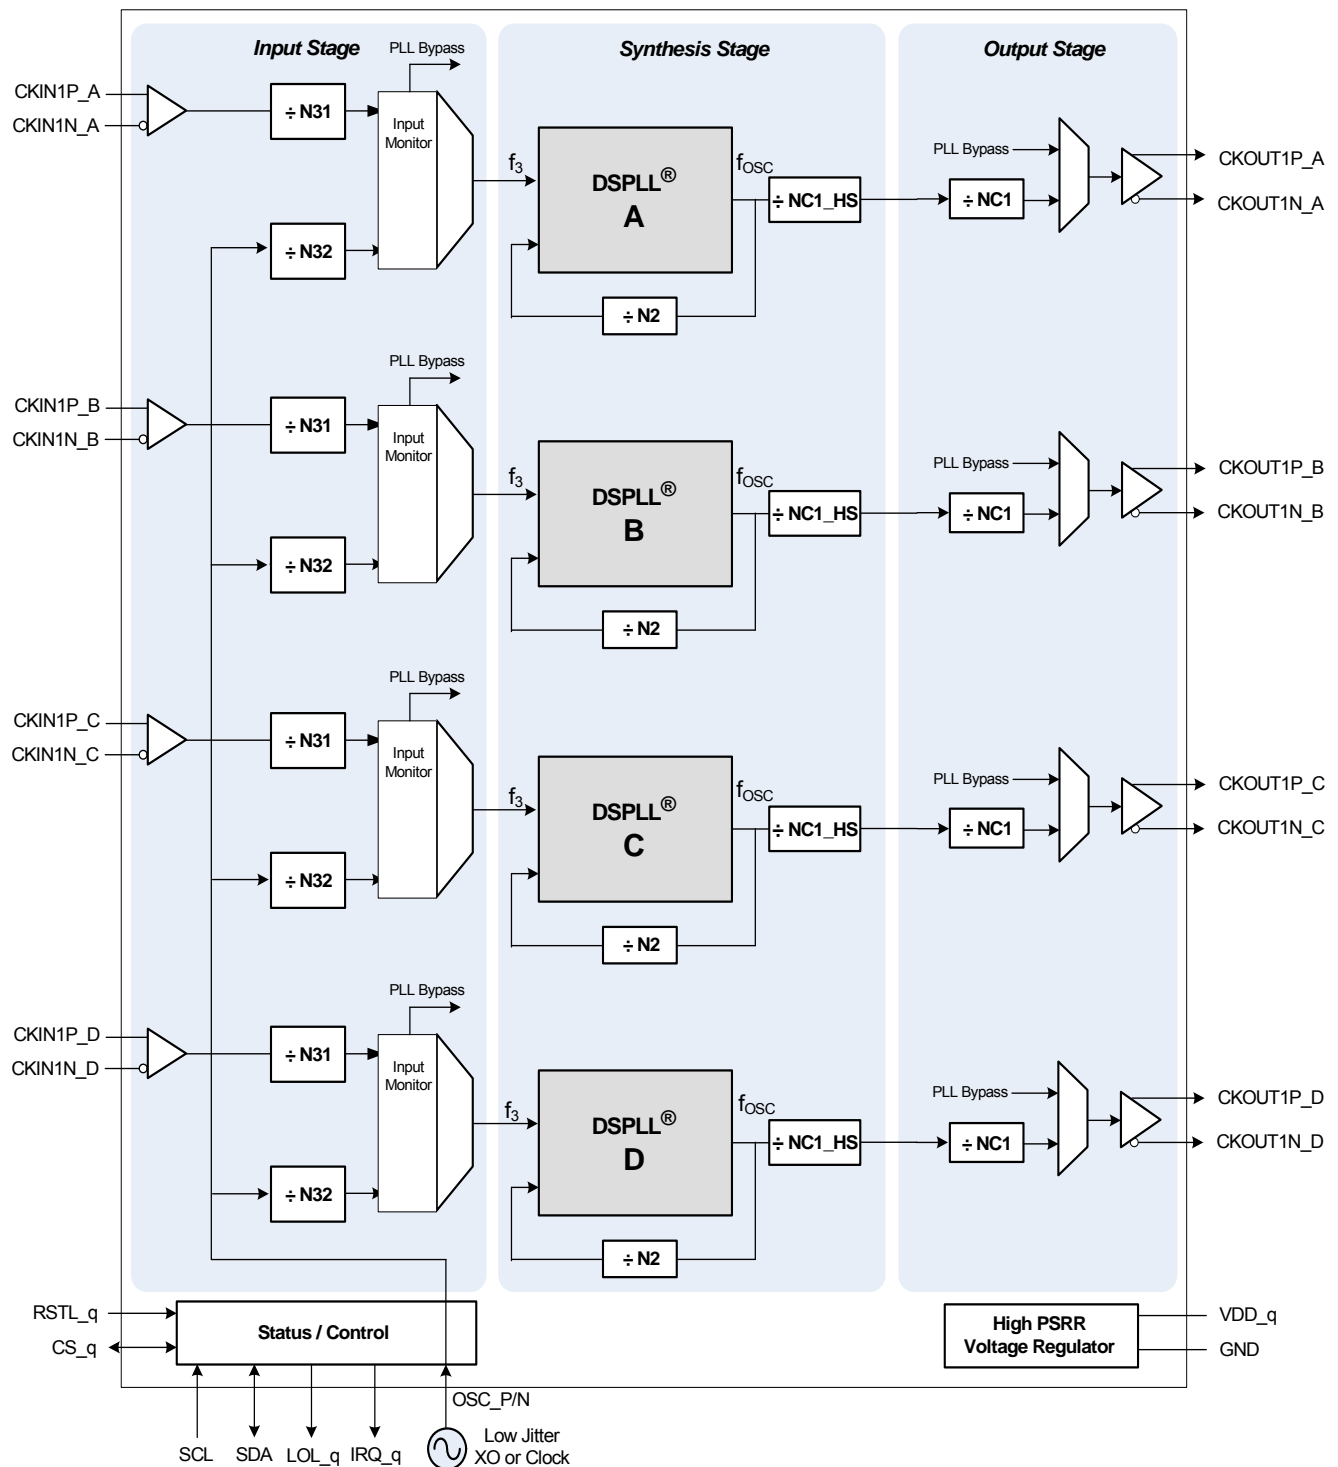 Input Stage
Synthesis Stage
Output Stage
PLL Bypass
CKIN1P_A
CKIN1N_A
÷ N31
Input
Monitor
÷ N32
f3
DSPLL®
A
fOSC
÷ NC1_HS
÷ N2
PLL Bypass
÷ NC1
CKOUT1P_A
CKOUT1N_A
PLL Bypass
CKIN1P_B
CKIN1N_B
÷ N31
Input
Monitor
÷ N32
f3
DSPLL®
B
fOSC
÷ NC1_HS
÷ N2
PLL Bypass
÷ NC1
CKOUT1P_B
CKOUT1N_B
PLL Bypass
CKIN1P_C
CKIN1N_C
÷ N31
Input
Monitor
÷ N32
f3
DSPLL®
C
fOSC
÷ NC1_HS
÷ N2
PLL Bypass
÷ NC1
CKOUT1P_C
CKOUT1N_C
PLL Bypass
CKIN1P_D
CKIN1N_D
÷ N31
Input
Monitor
÷ N32
f3
DSPLL®
D
fOSC
÷ NC1_HS
÷ N2
PLL Bypass
÷ NC1
CKOUT1P_D
CKOUT1N_D
RSTL_q
CS_q
Status / Control
High PSRR
Voltage Regulator
VDD_q
GND
SCL
SDA
LOL_q
IRQ_q
OSC_P/N
Low Jitter
XO or Clock